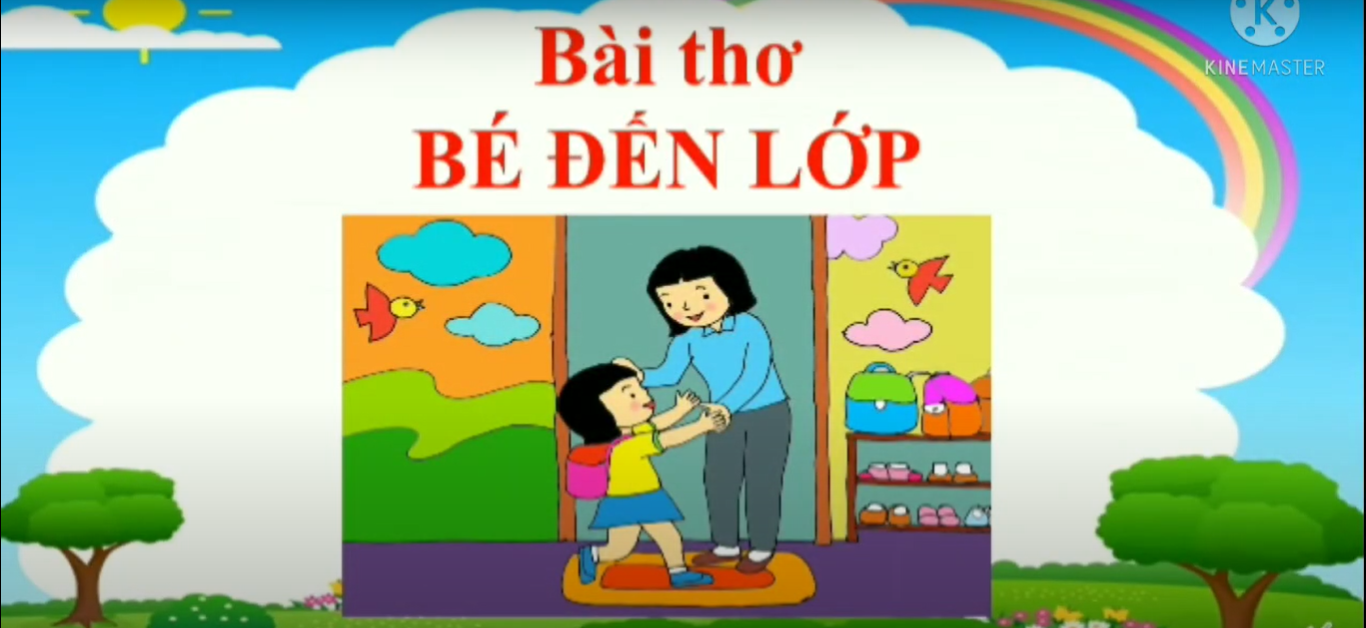 Bài thơ
BÉ ĐẾN LỚP
K
KINEMASTER